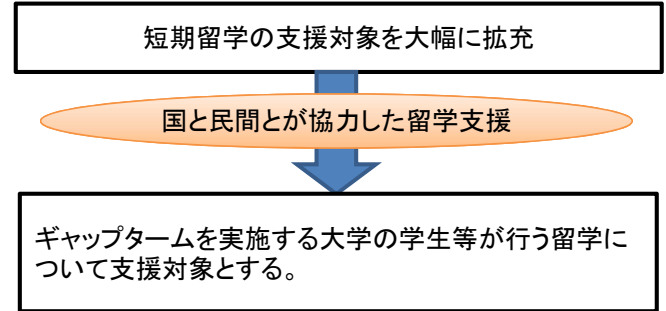 短期留学の支援対象を大幅に拡充
国と民間とが協力した留学支援
ギャップタームを実施する大学の学生等が行う留学に
ついて支援対象とする。